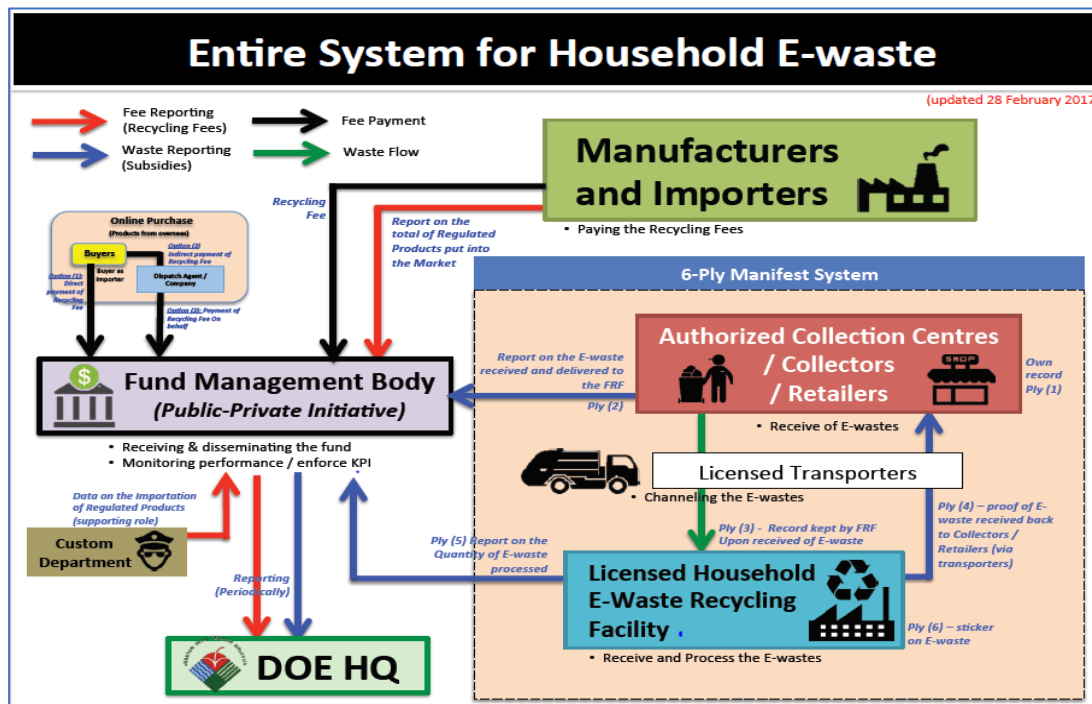 Entire System for Household E-waste
(updated 28 February 2017
Fee Reporting
(Recycling Fees)
Fee Payment
Waste Reporting
(Subsidies)
Waste Flow
Manufacturers
and Importers
• Paying the Recycling Fees
Recycling
Fee
Report on the
total of Regulated
Products put into
the Market
Online Purchase
(Products from overseas)
Buyers
Buyer as
Importer
Option (2)
Indirect payment of
Recycling Fee
Dispatch Agent /
Company
Option (1):
Direct
payment of
Recycling
Fee
Option (2): Payment of
Recycling Fee On
behalf
6-Ply Manifest System
Authorized Collection Centres
/ Collectors
/ Retailers
SHOP
• Receive of E-wastes
Own
record
Ply (1)
Report on the E-waste
received and delivered to
the FRF
Ply (2)
$
Fund Management Body
(Public-Private Initiative)
• Receiving & disseminating the fund
• Monitoring performance / enforce KPI
Licensed Transporters
• Channeling the E-wastes
Data on the Importation
of Regulated Products
(supporting role)
Custom
Department
Ply (5) Report on the
Quantity of E-waste
processed
Ply (3) - Record kept by FRF
Upon received of E-waste
Ply (4) – proof of E-
waste received back
to Collectors /
Retailers (via
transporters)
Licensed Household
E-Waste Recycling
Facility
• Receive and Process the E-wastes
Ply (6) – sticker
on E-waste
Reporting
(Periodically)
DOE HQ